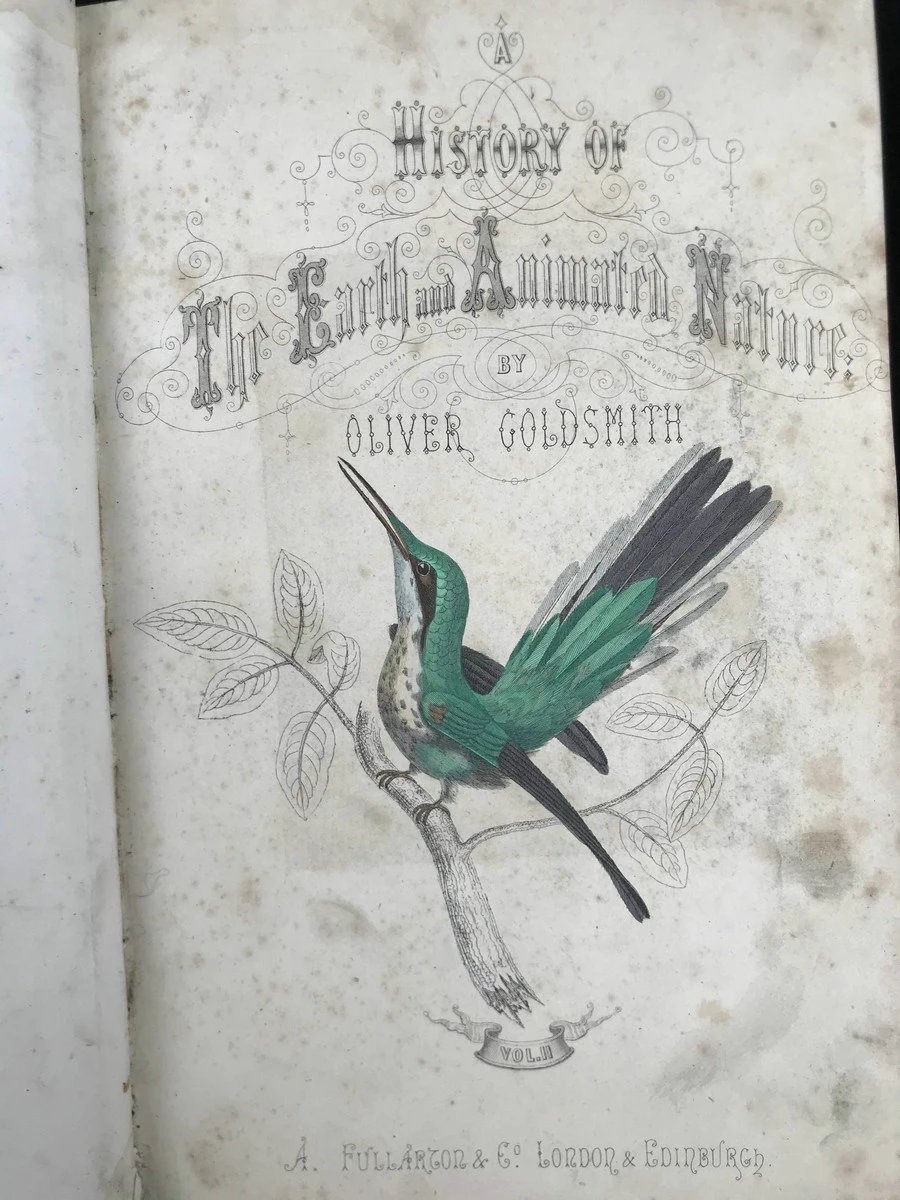 A
HISTORY OF
The Earth and Animated Nature.
BY
OLIVER GOLDSMITH
VOL. II
A. FULLARTON & Co LONDON & EDINBURGH.